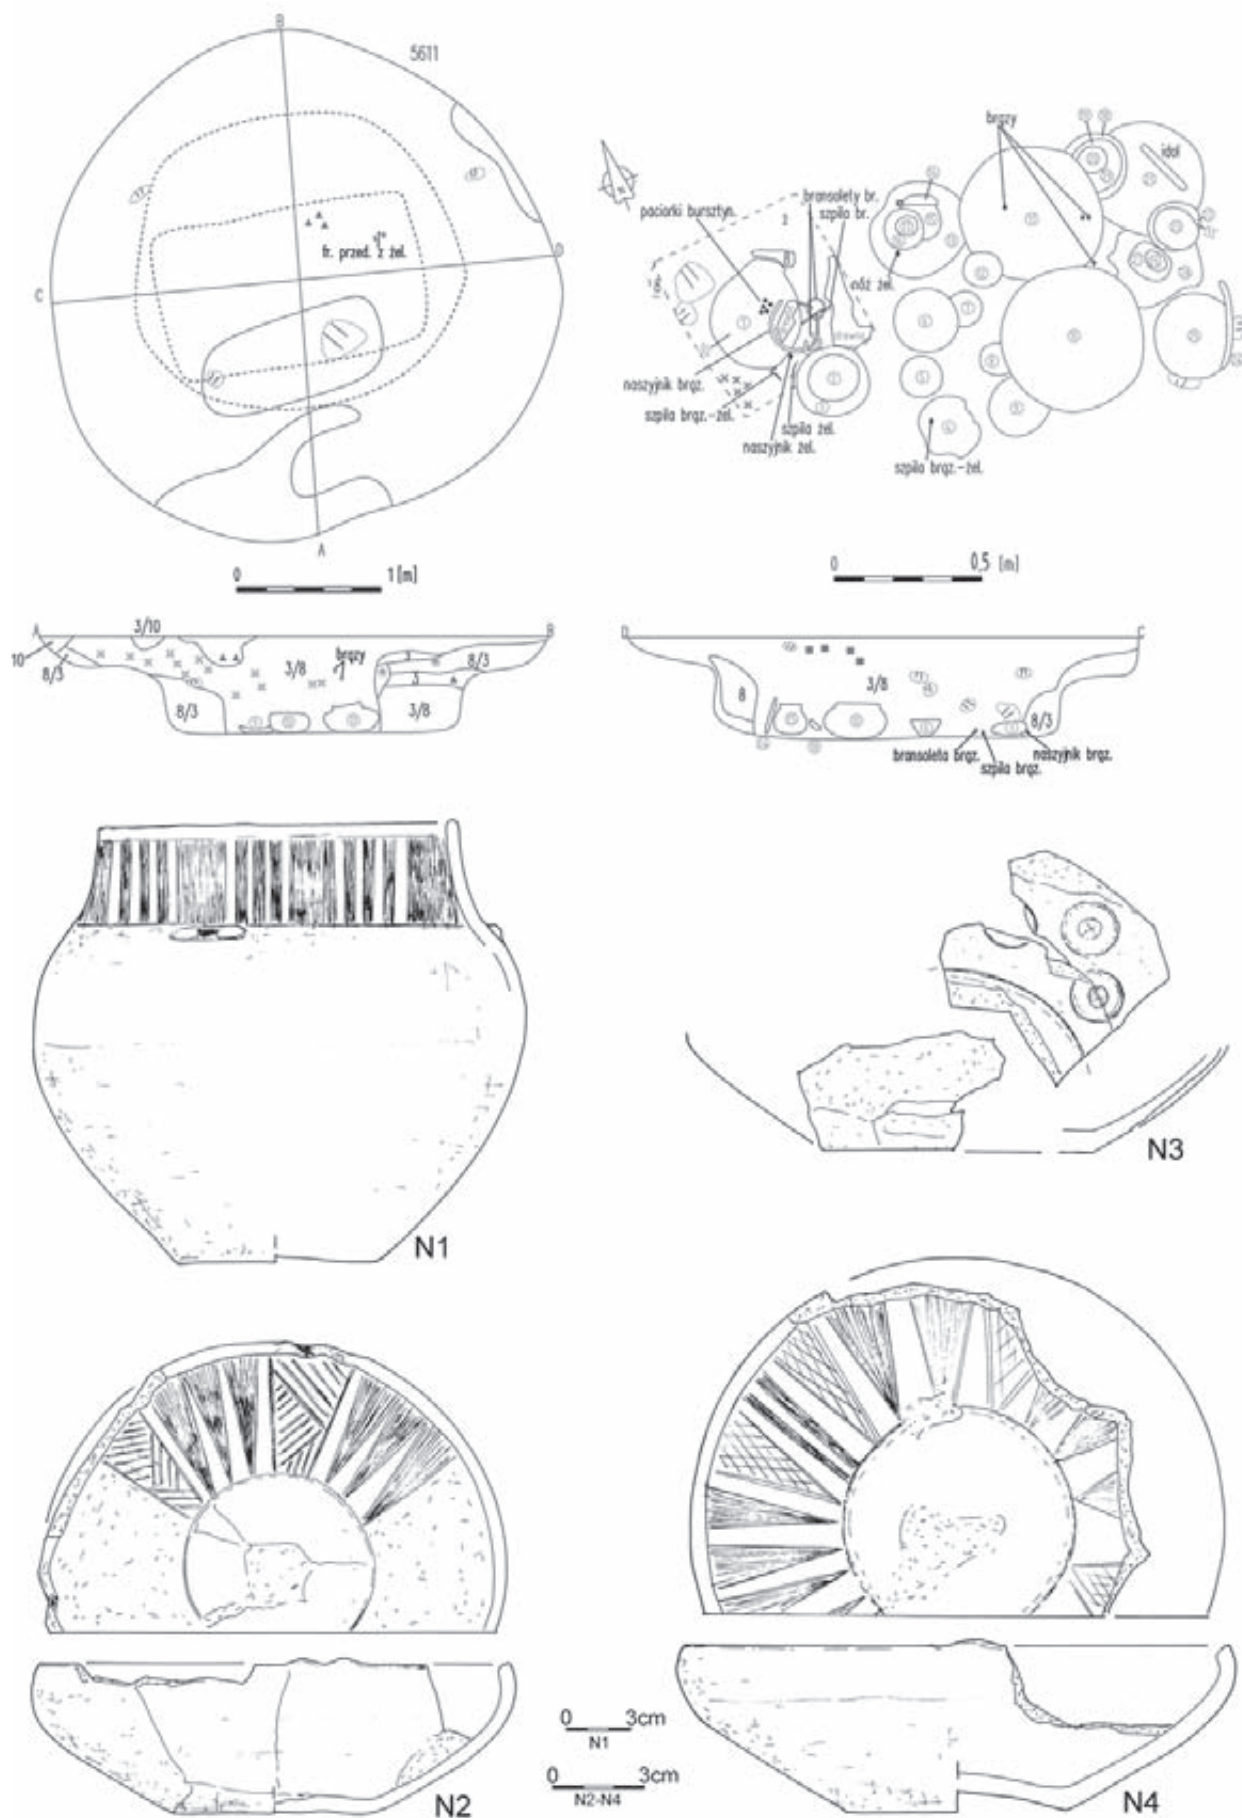 B
5611
C
D
A
fr. przed. z żel.
0 1 [m]
brązy
idol
bransolety br.
szpila br.
paciorki bursztyn.
nóż żel.
naszyjnik brąz.
szpila brąz.-żel.
naszyjnik żel.
szpila żel.
szpila brąz.-żel.
0 0,5 [m]
A 3/10 B
10
8/3
3/8
brązy
3
8/3
3
8/3
3/8
D C
8
3/8
8/3
bransoleta brąz.
szpila brąz.
naszyjnik brąz.
N1
N3
N2
0 3cm
N1
0 3cm
N2-N4
N4